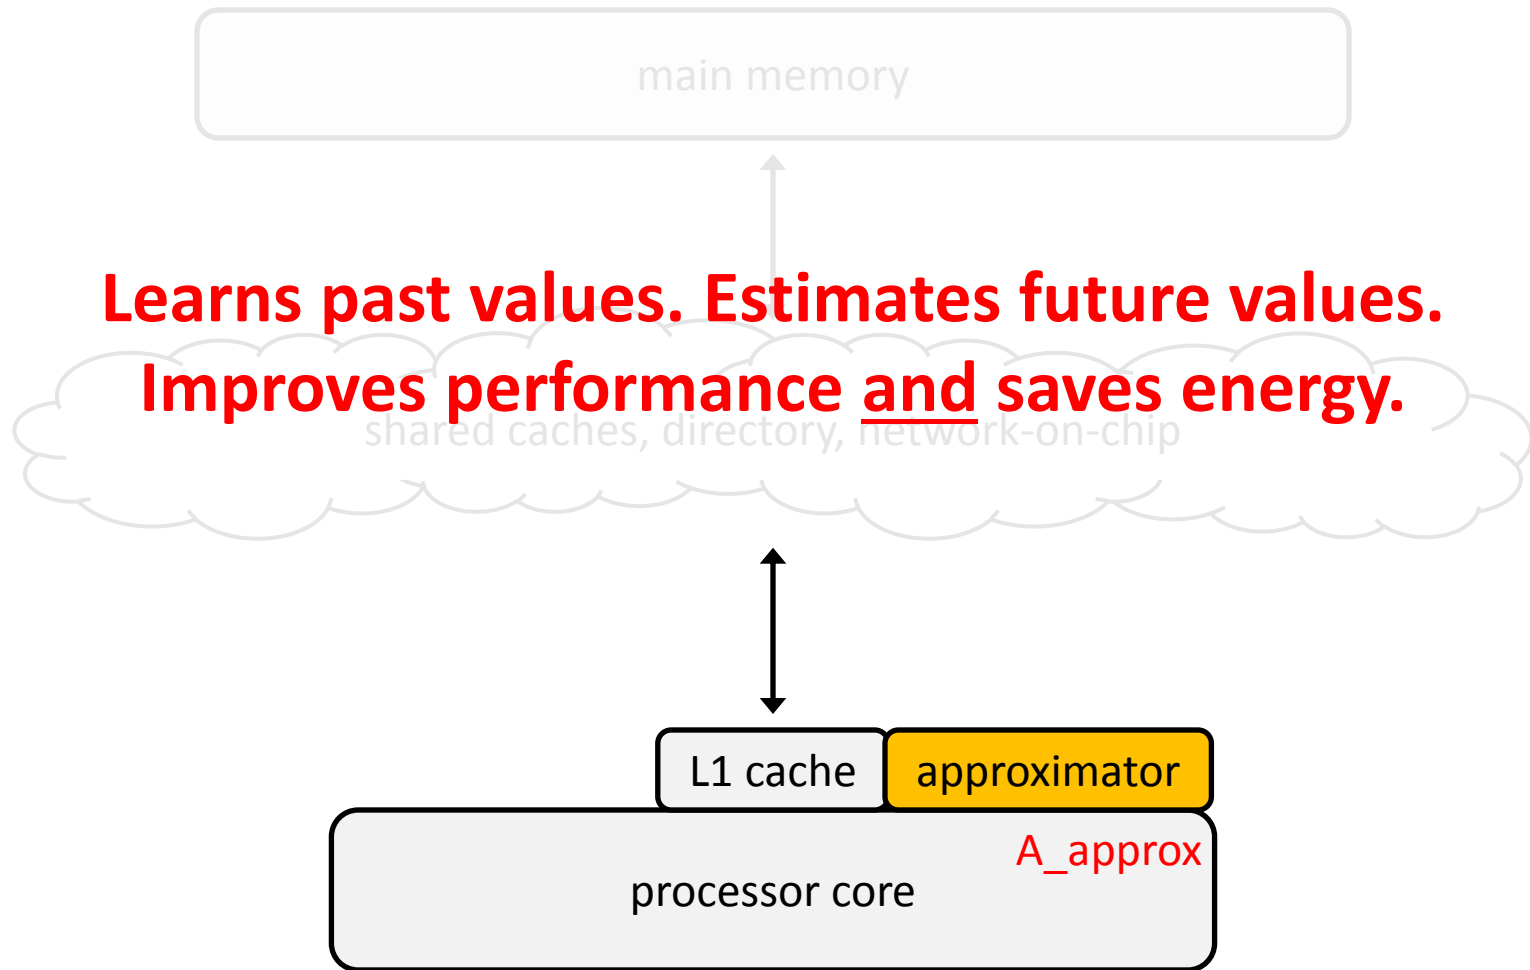 main memory
Learns past values. Estimates future values.
Improves performance and saves energy.
shared caches, directory, network-on-chip
L1 cache
approximator
A_approx
processor core